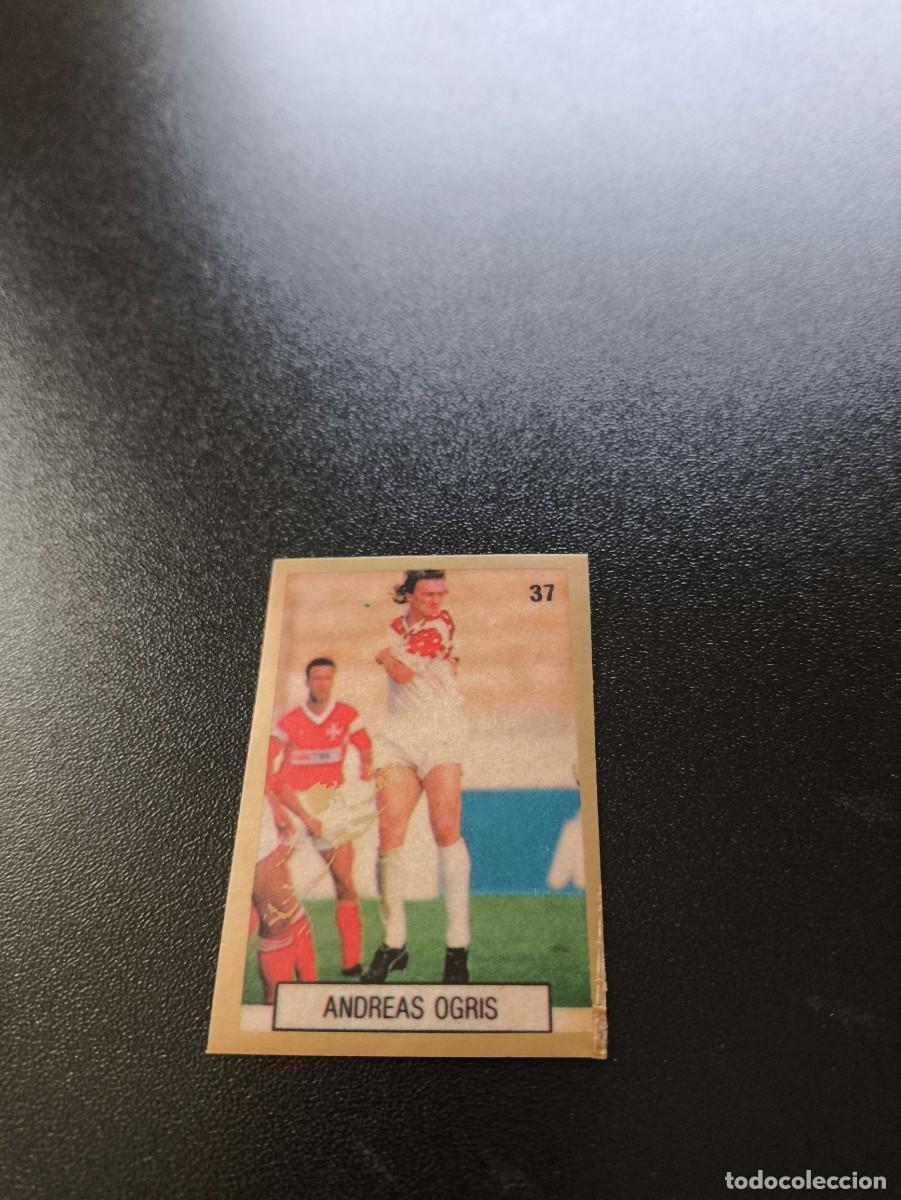 37
ANDREAS OGRIS
todocoleccion